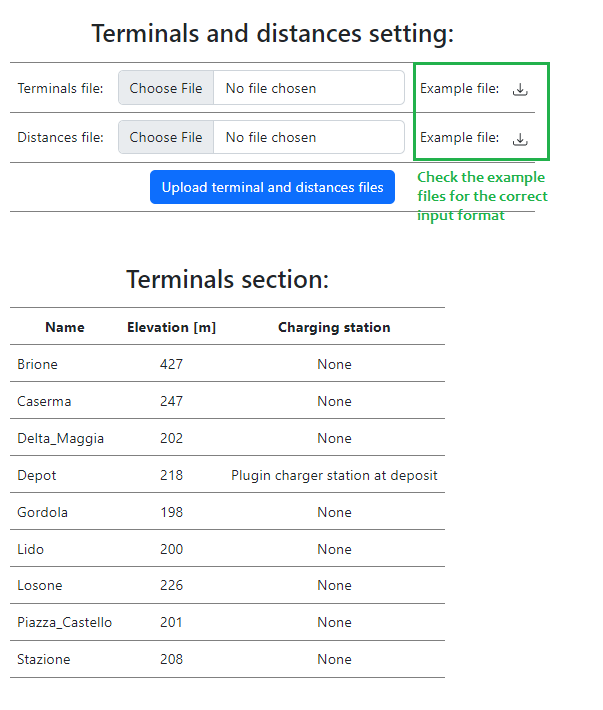 Terminals and distances setting:
Terminals file: Choose File No file chosen Example file:
Distances file: Choose File No file chosen Example file:
Upload terminal and distances files
Check the example
files for the correct
input format
Terminals section:
Name Elevation [m] Charging station
Brione 427 None
Caserma 247 None
Delta_Maggia 202 None
Depot 218 Plugin charger station at deposit
Gordola 198 None
Lido 200 None
Losone 226 None
Piazza_Castello 201 None
Stazione 208 None